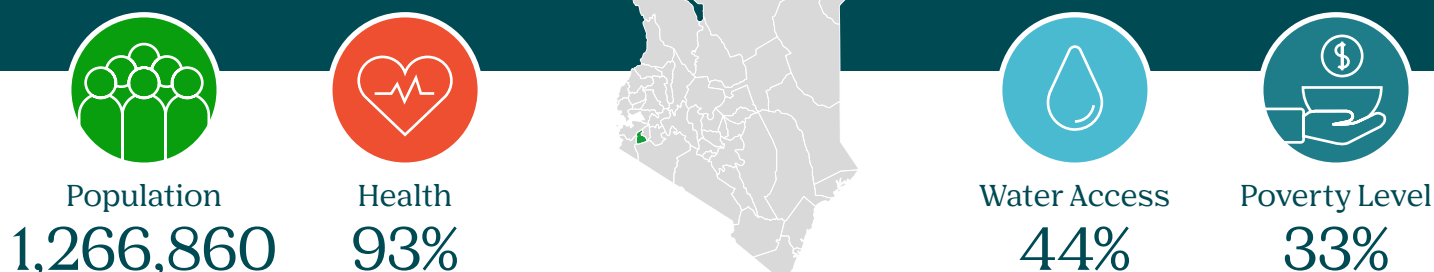 $
Population
1,266,860
Health
93%
Water Access
44%
Poverty Level
33%